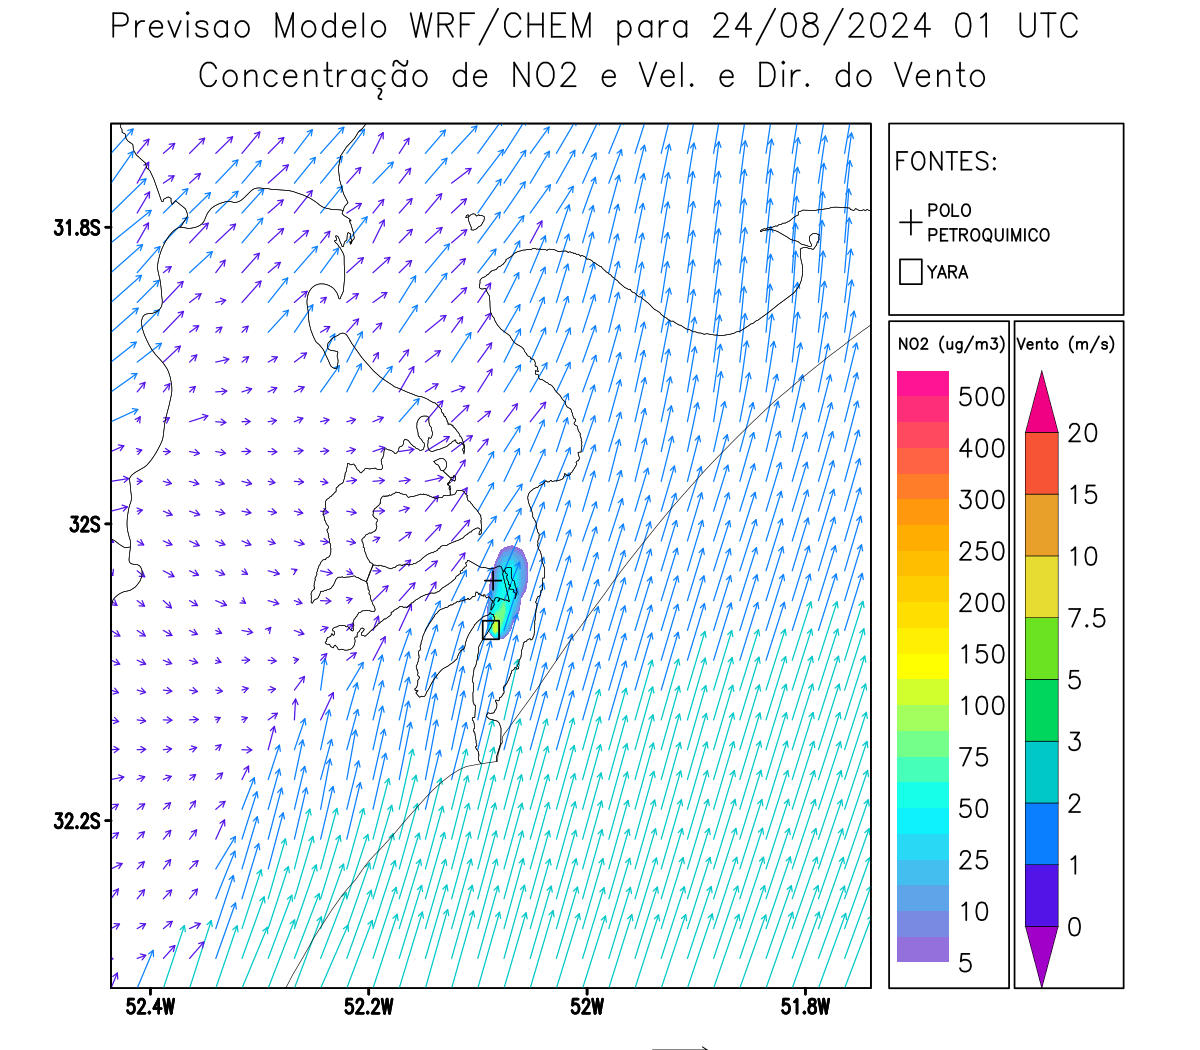 Previsao Modelo WRF/CHEM para 24/08/2024 01 UTC
Concentração de NO2 e Vel. e Dir. do Vento
FONTES:
POLO
PETROQUIMICO
YARA
NO2 (ug/m3)
500
400
300
250
200
150
100
75
50
25
10
5
Vento (m/s)
20
15
10
7.5
5
3
2
1
0
31.8S
32S
32.2S
52.4W
52.2W
52W
51.8W